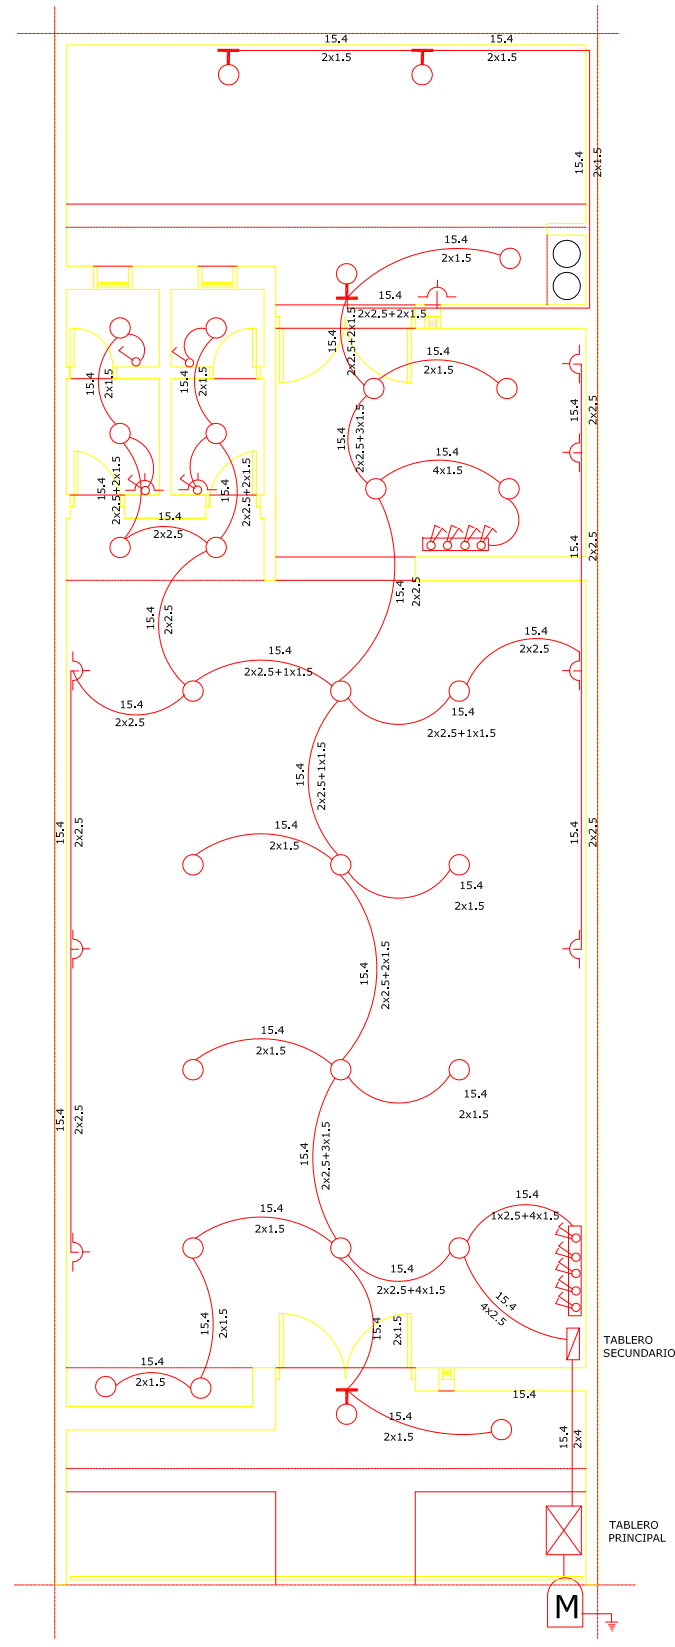 15.4
2x1.5
15.4
2x1.5
15.4
2x1.5
15.4
2x1.5
15.4
2x2.5+2x1.5
15.4
2x2.5+2x1.5
15.4
2x1.5
15.4
2x1.5
15.4
2x1.5
15.4
2x2.5
15.4
2x2.5+3x1.5
15.4
4x1.5
15.4
2x2.5+2x1.5
15.4
2x2.5+2x1.5
15.4
2x2.5
15.4
2x2.5
15.4
2x2.5
15.4
2x2.5
15.4
2x2.5+1x1.5
15.4
2x2.5
15.4
2x2.5
15.4
2x2.5+1x1.5
15.4
2x2.5+1x1.5
15.4
2x2.5
15.4
2x1.5
15.4
2x2.5
15.4
2x1.5
15.4
2x2.5+2x1.5
15.4
2x1.5
15.4
2x1.5
15.4
2x2.5
15.4
2x2.5+3x1.5
15.4
2x1.5
15.4
1x2.5+4x1.5
15.4
2x2.5+4x1.5
15.4
4x2.5
15.4
2x1.5
15.4
2x1.5
TABLERO
SECUNDARIO
15.4
2x1.5
15.4
15.4
2x1.5
15.4
2x4
TABLERO
PRINCIPAL
M